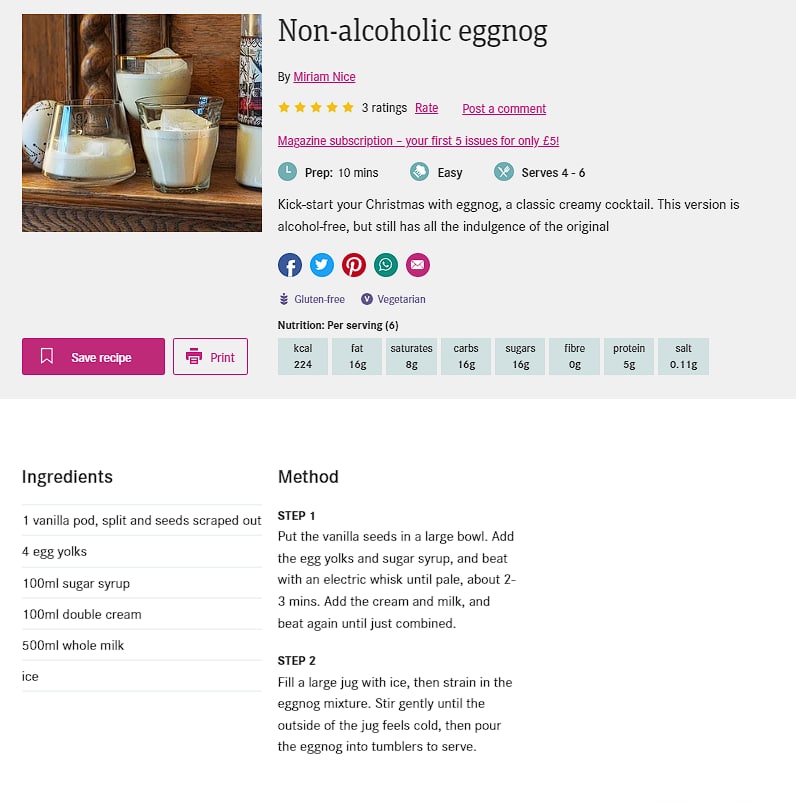 Non-alcoholic eggnog
By Miriam Nice
3 ratings Rate Post a comment
Magazine subscription – your first 5 issues for only £5!
Prep: 10 mins Easy Serves 4 - 6
Kick-start your Christmas with eggnog, a classic creamy cocktail. This version is
alcohol-free, but still has all the indulgence of the original
Gluten-free V Vegetarian
Nutrition: Per serving (6)
kcal fat saturates carbs sugars fibre protein salt
224 16g 8g 16g 16g 0g 5g 0.11g
Save recipe Print
Ingredients
1 vanilla pod, split and seeds scraped out
4 egg yolks
100ml sugar syrup
100ml double cream
500ml whole milk
ice
Method
STEP 1
Put the vanilla seeds in a large bowl. Add
the egg yolks and sugar syrup, and beat
with an electric whisk until pale, about 2-
3 mins. Add the cream and milk, and
beat again until just combined.
STEP 2
Fill a large jug with ice, then strain in the
eggnog mixture. Stir gently until the
outside of the jug feels cold, then pour
the eggnog into tumblers to serve.